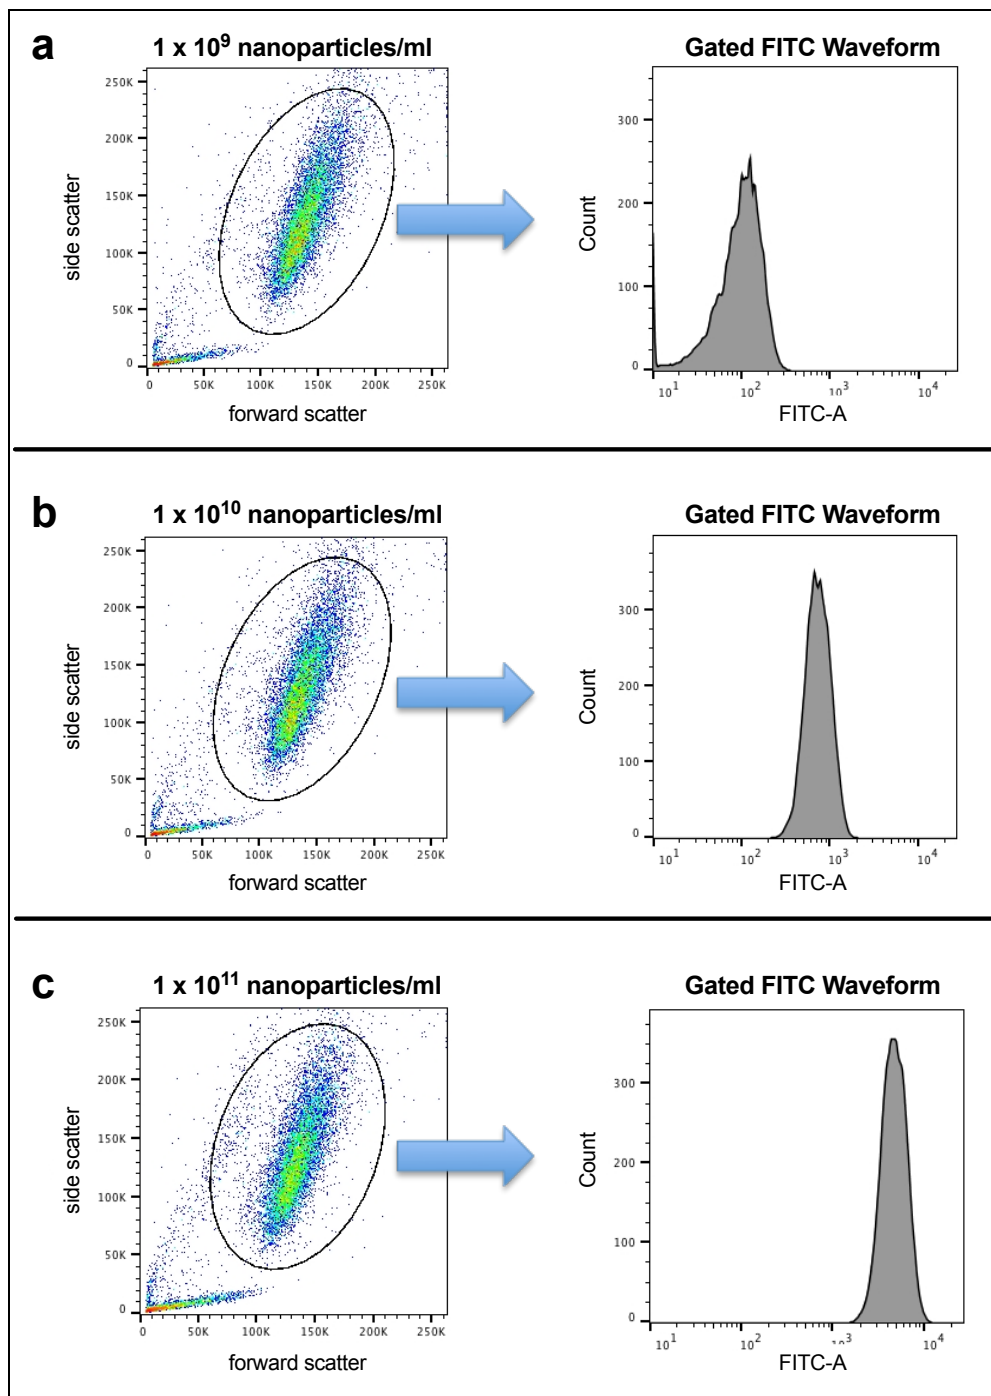 a
1 x 10⁹ nanoparticles/ml
Gated FITC Waveform
250K
200K
150K
100K
50K
0
side scatter
0 50K 100K 150K 200K 250K
forward scatter
300
200
100
0
Count
10¹ 10² 10³ 10⁴
FITC-A
b
1 x 10¹⁰ nanoparticles/ml
Gated FITC Waveform
250K
200K
150K
100K
50K
0
side scatter
0 50K 100K 150K 200K 250K
forward scatter
300
200
100
0
Count
10¹ 10² 10³ 10⁴
FITC-A
c
1 x 10¹¹ nanoparticles/ml
Gated FITC Waveform
250K
200K
150K
100K
50K
0
side scatter
0 50K 100K 150K 200K 250K
forward scatter
300
200
100
0
Count
10¹ 10² 10³ 10⁴
FITC-A